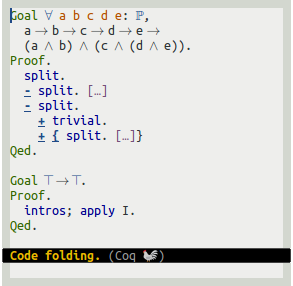 Goal ∀ a b c d e: ℙ,
a → b → c → d → e →
(a ∧ b) ∧ (c ∧ (d ∧ e)).
Proof.
split.
- split. […]
- split.
+ trivial.
+ { split. […]}
Qed.
Goal ⊤ → ⊤.
Proof.
intros; apply I.
Qed.
Code folding. (Coq 🐓)